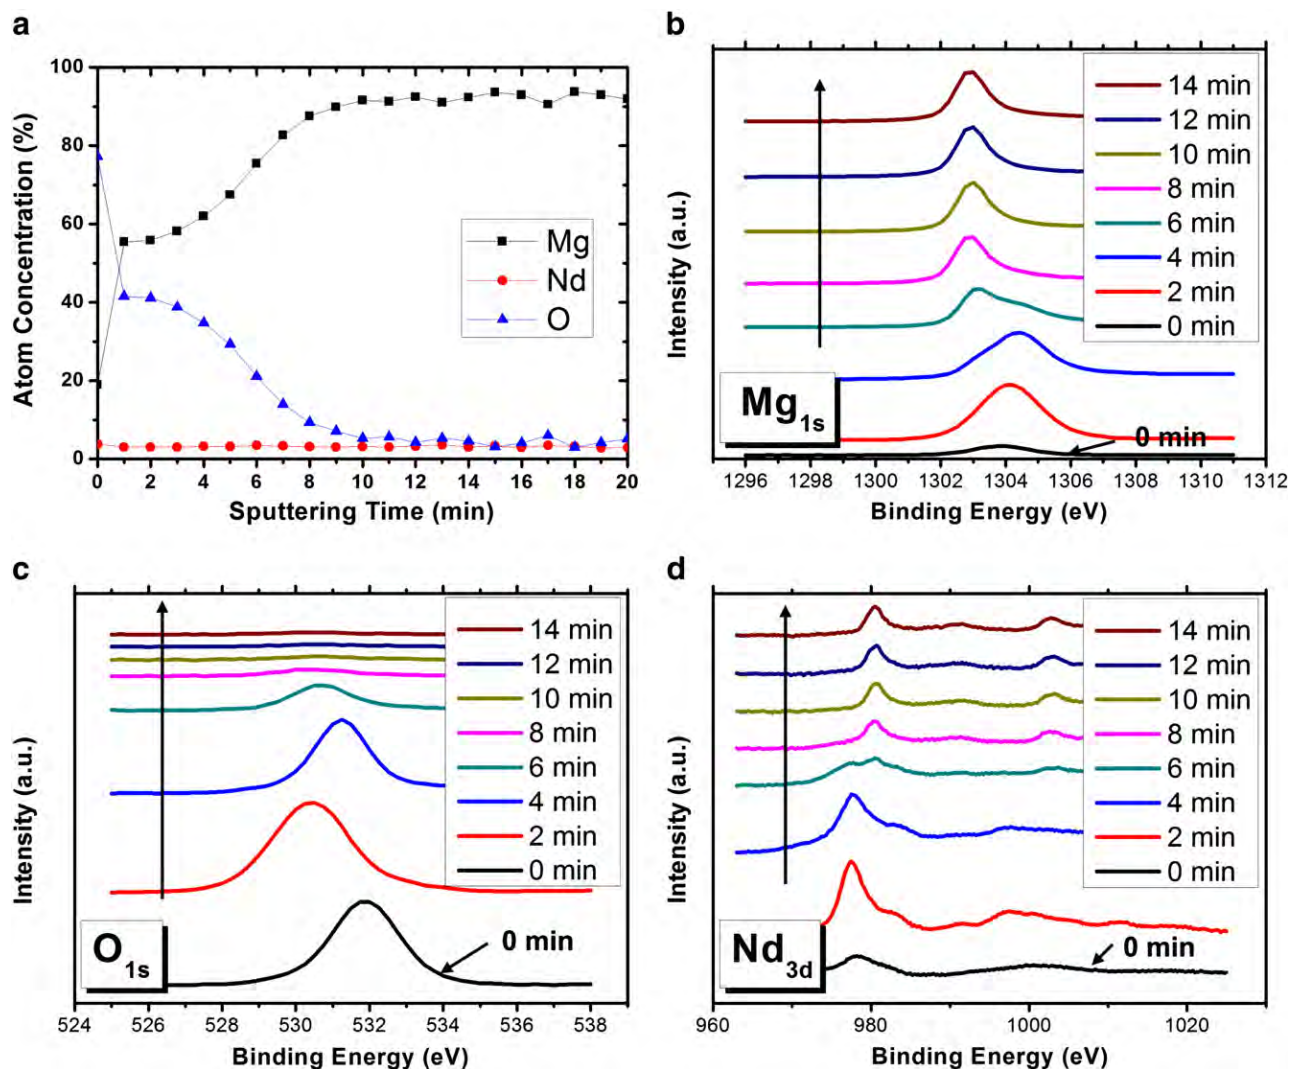 a
100
80
60
40
20
0
Atom Concentration (%)
Mg
Nd
O
0 2 4 6 8 10 12 14 16 18 20
Sputtering Time (min)
b
Intensity (a.u.)
14 min
12 min
10 min
8 min
6 min
4 min
2 min
0 min
Mg1s
0 min
1296 1298 1300 1302 1304 1306 1308 1310 1312
Binding Energy (eV)
c
Intensity (a.u.)
14 min
12 min
10 min
8 min
6 min
4 min
2 min
0 min
O1s
0 min
524 526 528 530 532 534 536 538
Binding Energy (eV)
d
Intensity (a.u.)
14 min
12 min
10 min
8 min
6 min
4 min
2 min
0 min
Nd3d
0 min
960 980 1000 1020
Binding Energy (eV)